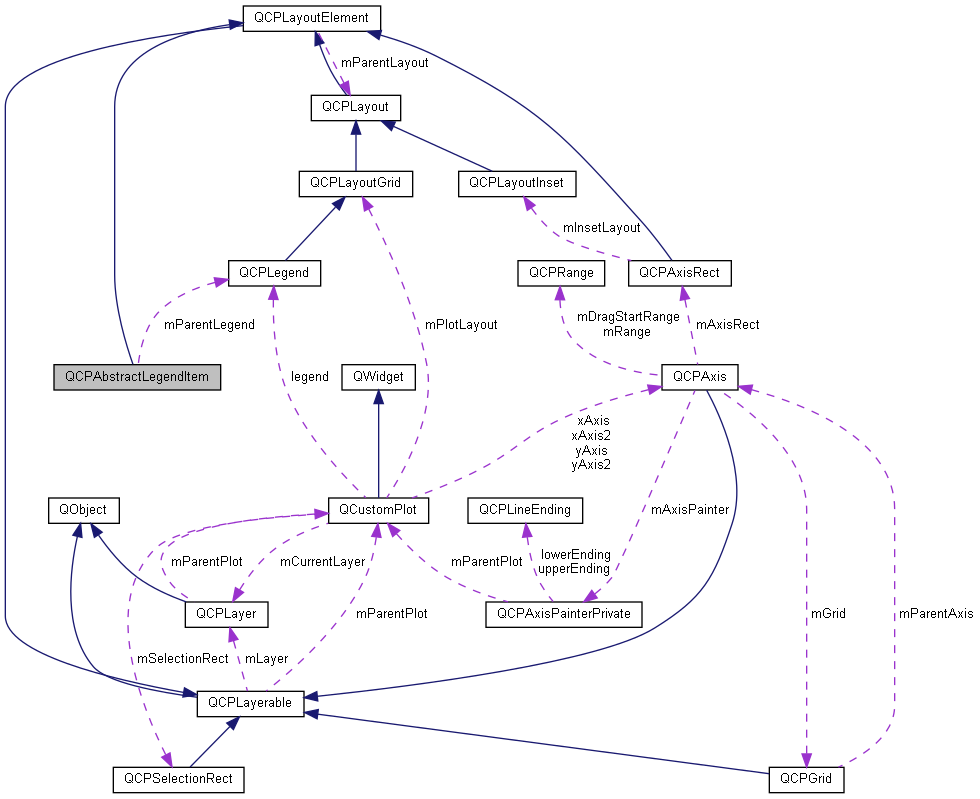 QCPLayoutElement
mParentLayout
QCPLayout
QCPLayoutGrid
QCPLayoutInset
mInsetLayout
QCPLegend
QCPRange
QCPAxisRect
mParentLegend
mPlotLayout
mDragStartRange
mRange
mAxisRect
QCPAbstractLegendItem
legend
QWidget
QCPAxis
xAxis
xAxis2
yAxis
yAxis2
QObject
QCustomPlot
QCPLineEnding
mAxisPainter
mParentPlot
mCurrentLayer
mParentPlot
lowerEnding
upperEnding
QCPLayer
mParentPlot
QCPAxisPainterPrivate
mGrid
mParentAxis
mSelectionRect
mLayer
QCPLayerable
QCPSelectionRect
QCPGrid